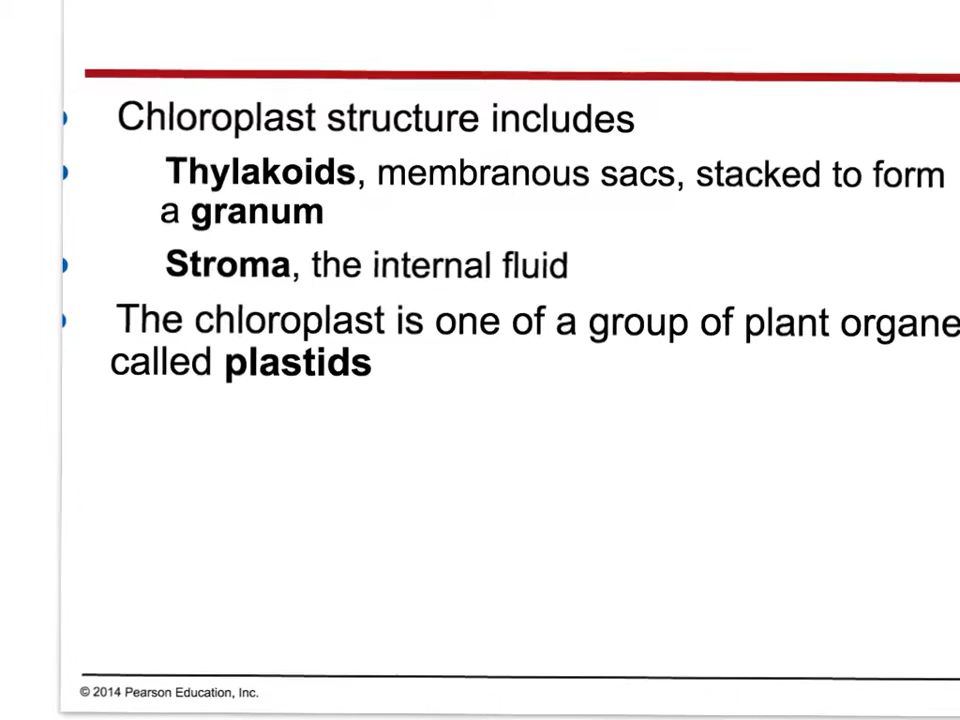 Chloroplast structure includes
Thylakoids, membranous sacs, stacked to form
a granum
Stroma, the internal fluid
The chloroplast is one of a group of plant
called plastids
© 2014 Pearson Education, Inc.